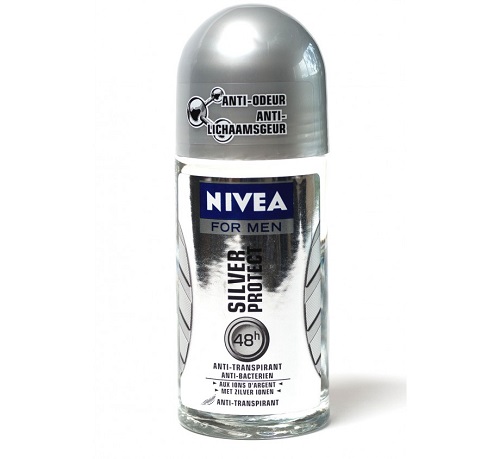 ANTI-ODEUR
ANTI-
LICHAAMSGEUR
NIVEA
FOR MEN
SILVER
PROTECT
48h
ANTI-TRANSPIRANT
ANTI-BACTERIEN
AUX IONS D'ARGENT
MET ZILVER IONEN
ANTI-TRANSPIRANT